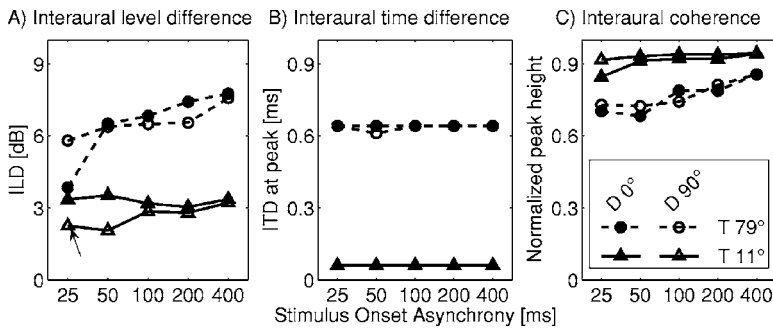 A) Interaural level difference
B) Interaural time difference
C) Interaural coherence
ILD [dB]
9
6
3
0
25 50 100 200 400
ITD at peak [ms]
0.9
0.6
0.3
0
25 50 100 200 400
Normalized peak height
0.9
0.6
0.3
0
25 50 100 200 400
D 0° D 90°
T 79°
T 11°
Stimulus Onset Asynchrony [ms]